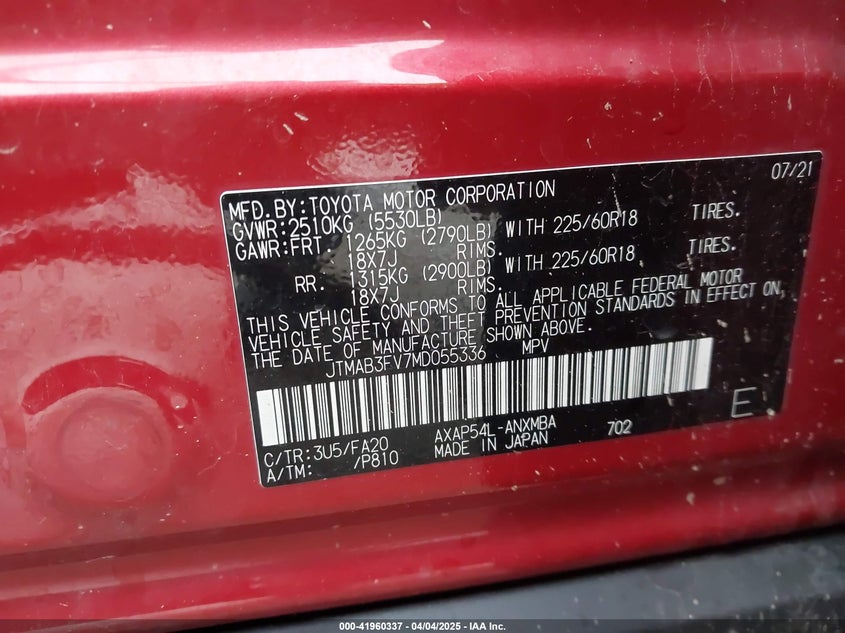 07/21
MFD.BY:TOYOTA MOTOR CORPORATION
GVWR:2510KG (5530LB)
GAWR:FRT. 1265KG (2790LB) WITH 225/60R18 TIRES.
18X7J RIMS.
RR. 1315KG (2900LB) WITH 225/60R18 TIRES.
18X7J RIMS.
THIS VEHICLE CONFORMS TO ALL APPLICABLE FEDERAL MOTOR
VEHICLE SAFETY AND THEFT PREVENTION STANDARDS IN EFFECT ON
THE DATE OF MANUFACTURE SHOWN ABOVE.
JTMAB3FV7MD055336 MPV
E
C/TR:3U5/FA20 AXAP54L-ANXMBA 702
A/TM: /P810 MADE IN JAPAN
000-41960337 - 04/04/2025 - IAA Inc.